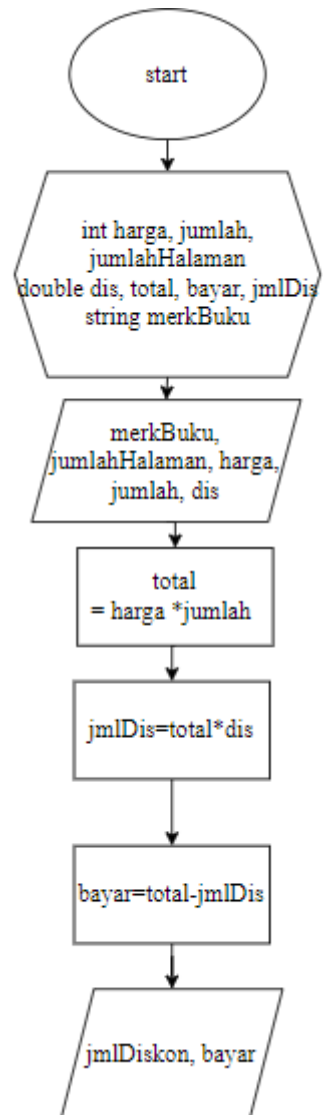 start
int harga, jumlah,
jumlahHalaman
double dis, total, bayar, jmlDis
string merkBuku
merkBuku,
jumlahHalaman, harga,
jumlah, dis
total
= harga *jumlah
jmlDis=total*dis
bayar=total-jmlDis
jmlDiskon, bayar